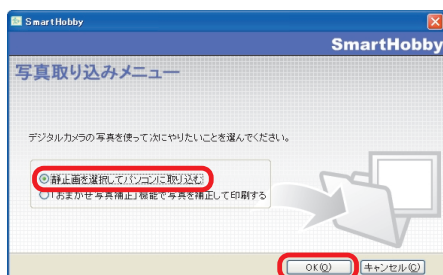 SmartHobby
SmartHobby
写真取り込みメニュー
デジタルカメラの写真を使って次にやりたいことを選んでください。
静止画を選択してパソコンに取り込む
「おまかせ写真補正」機能で写真を補正して印刷する
OK(O)
キャンセル(C)